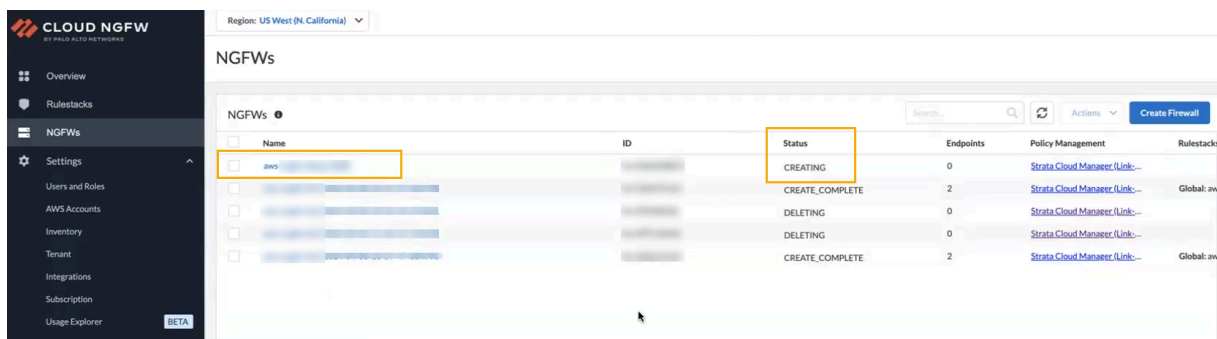 CLOUD NGFW
BY PALO ALTO NETWORKS
Overview
Rulestacks
NGFWs
Settings
Users and Roles
AWS Accounts
Inventory
Tenant
Integrations
Subscription
Usage Explorer BETA
Region: US West (N. California)
NGFWs
NGFWs Search... Actions Create Firewall
Name ID Status Endpoints Policy Management Rulestacks
aws CREATING 0 Strata Cloud Manager (Link-...
CREATE_COMPLETE 2 Strata Cloud Manager (Link-... Global: aw
DELETING 0 Strata Cloud Manager (Link-...
DELETING 0 Strata Cloud Manager (Link-...
CREATE_COMPLETE 2 Strata Cloud Manager (Link-... Global: aw